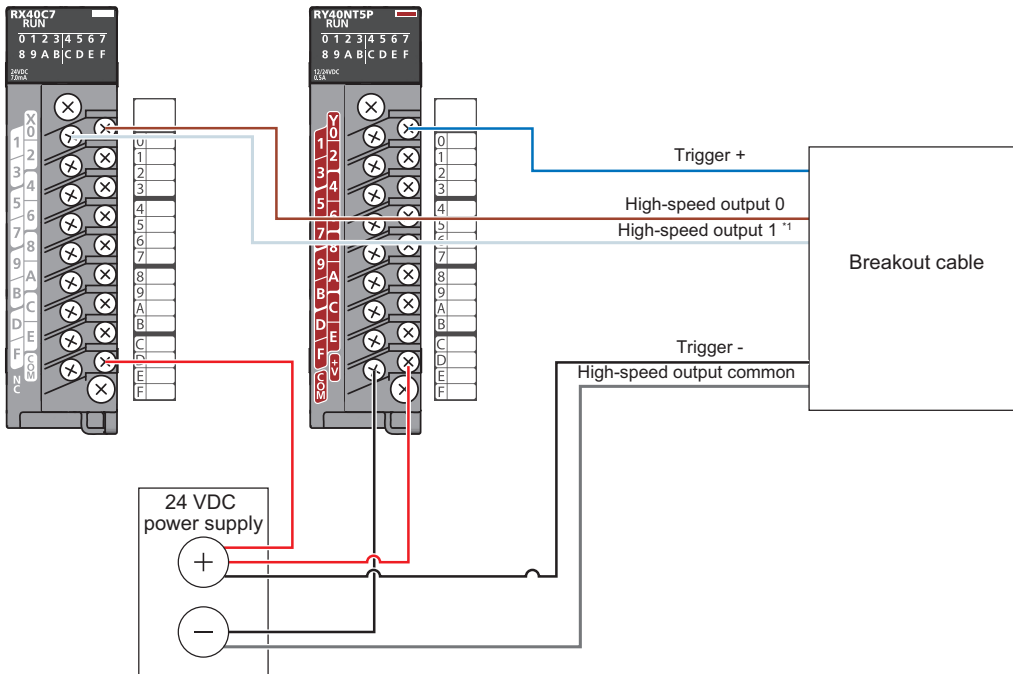 RX40C7
RUN
0 1 2 3 4 5 6 7
8 9 A B C D E F
24VDC
7.0mA
X
0
1
2
3
4
5
6
7
8
9
A
B
C
D
E
F
COM
NC
0
1
2
3
4
5
6
7
8
9
A
B
C
D
E
F
RY40NT5P
RUN
0 1 2 3 4 5 6 7
8 9 A B C D E F
12/24VDC
0.5A
Y
0
1
2
3
4
5
6
7
8
9
A
B
C
D
E
F
+V
COM
0
1
2
3
4
5
6
7
8
9
A
B
C
D
E
F
Trigger +
High-speed output 0
High-speed output 1 *1
Trigger -
High-speed output common
Breakout cable
24 VDC
power supply
+
−